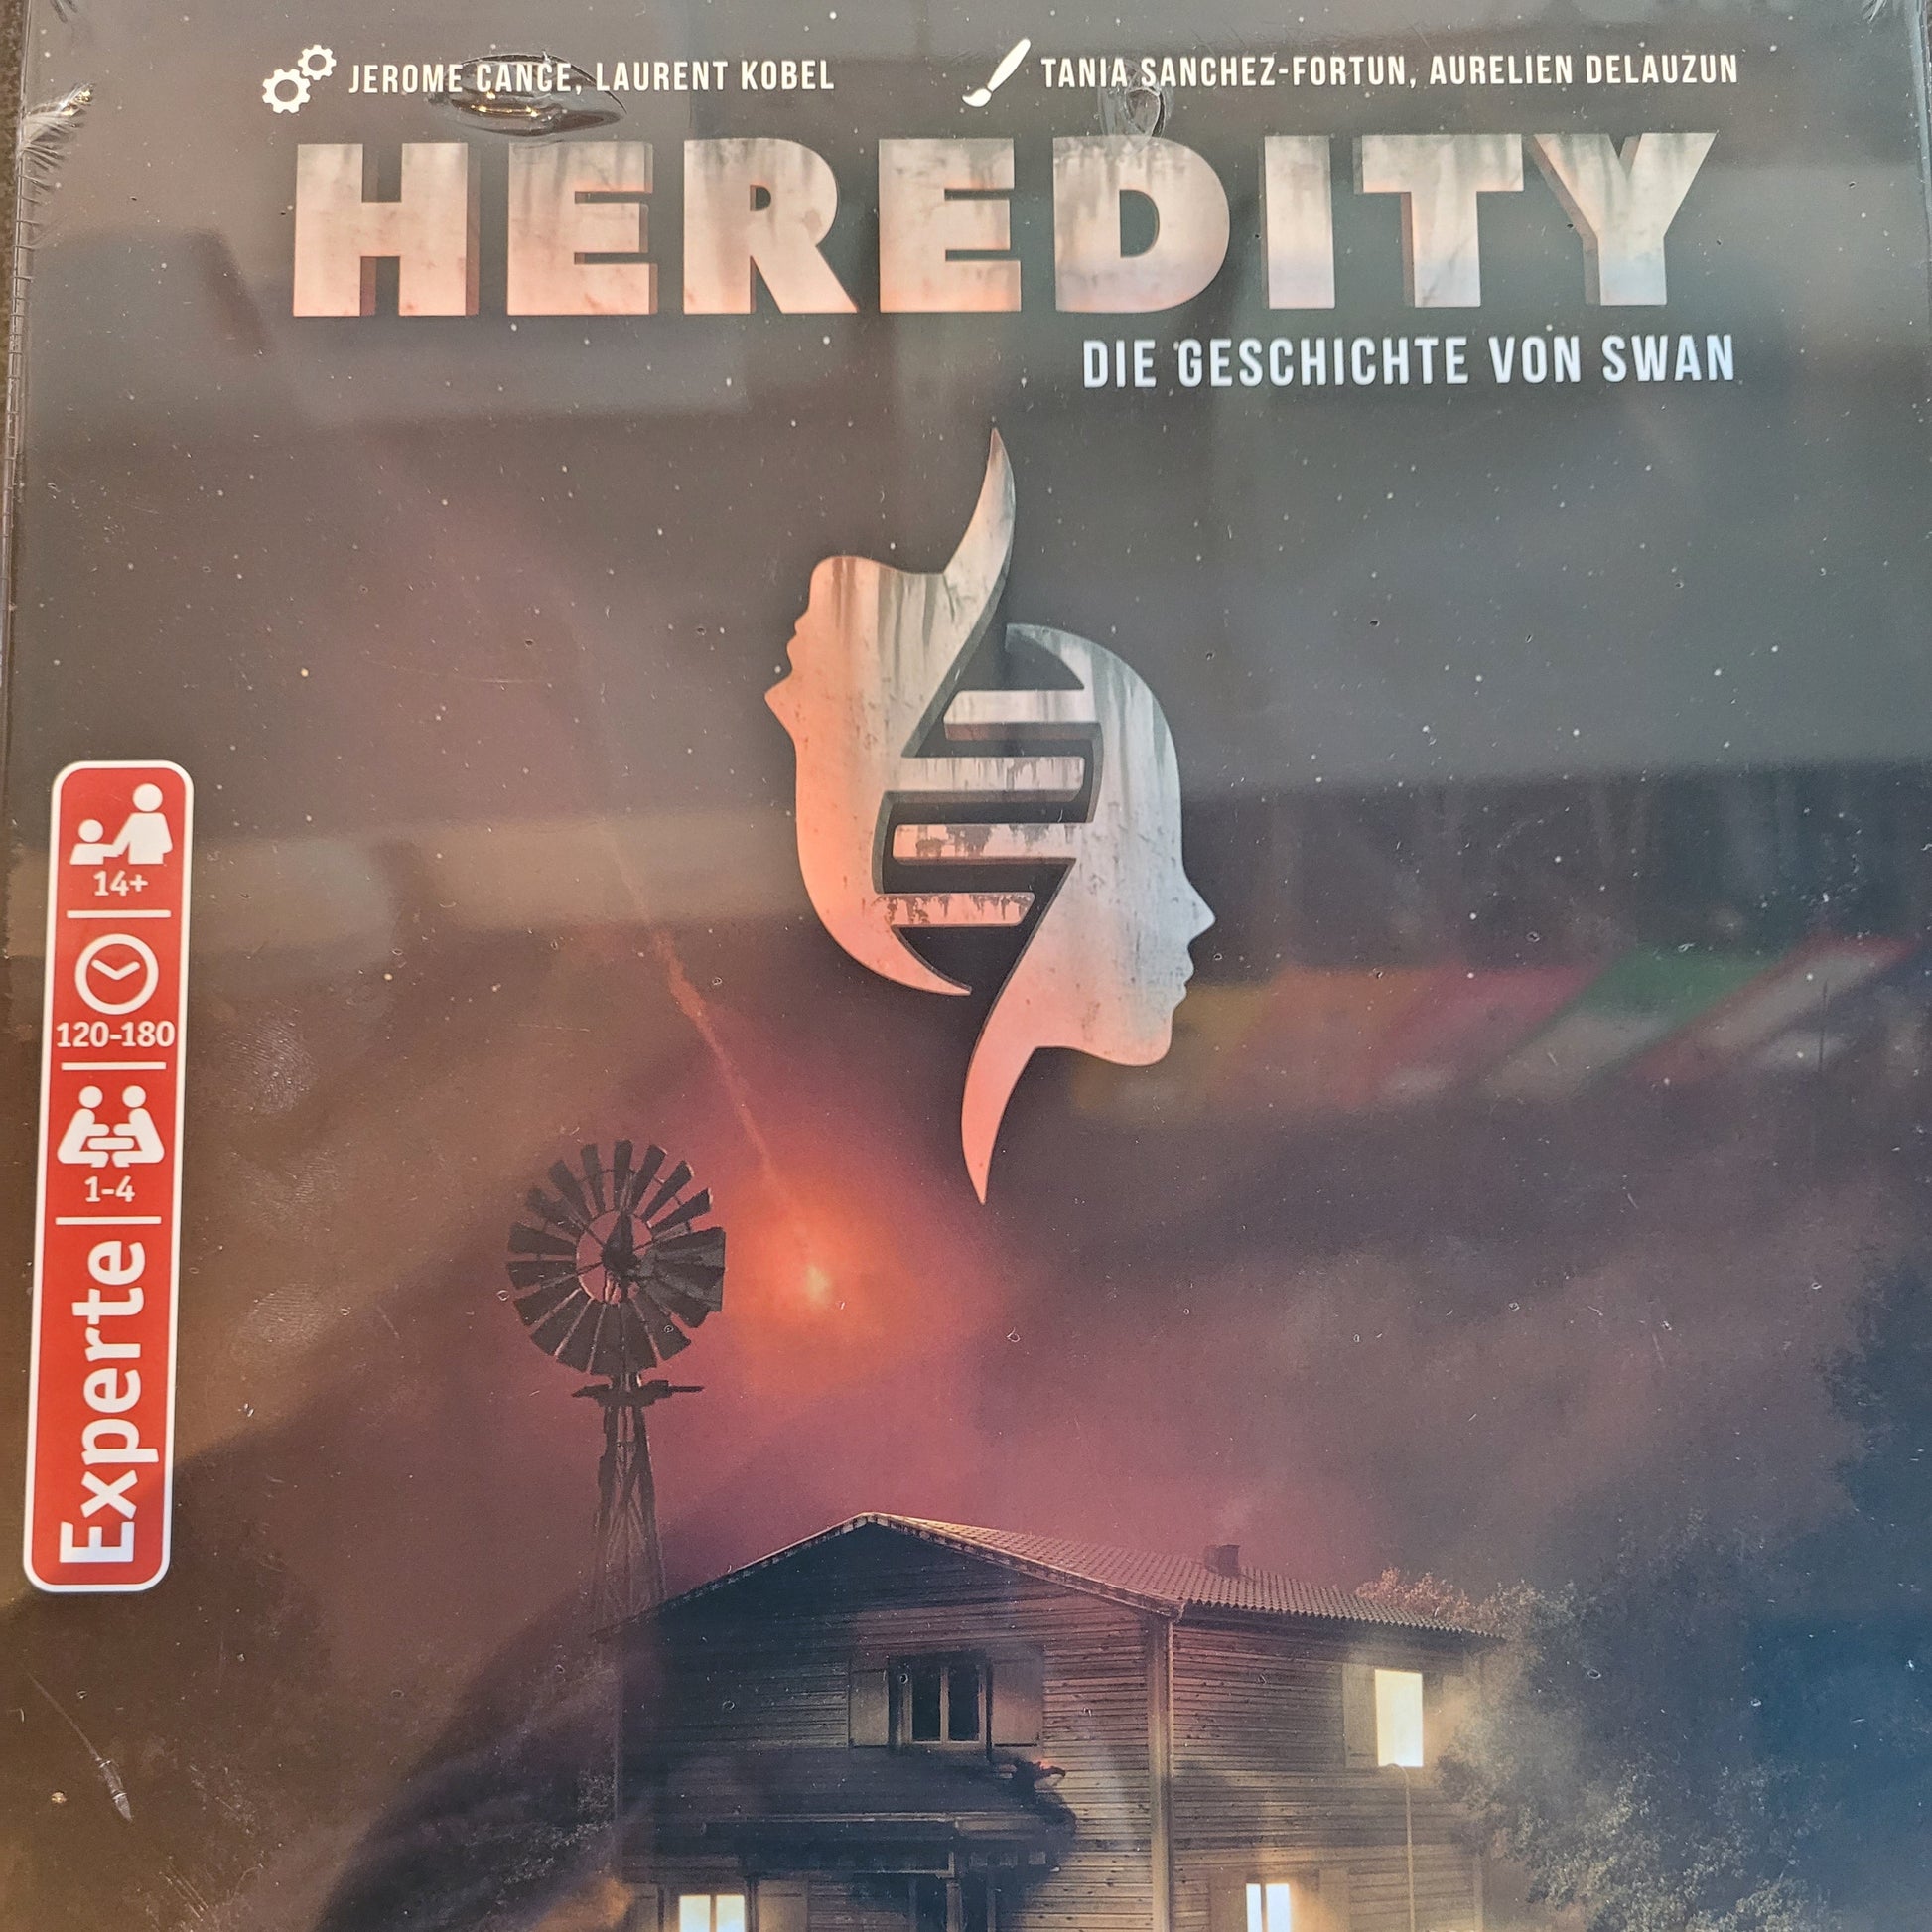 JEROME CANCE, LAURENT KOBEL
TANIA SANCHEZ-FORTUN, AURELIEN DELAUZUN
HEREDITY
DIE GESCHICHTE VON SWAN
14+
120-180
1-4
Experte